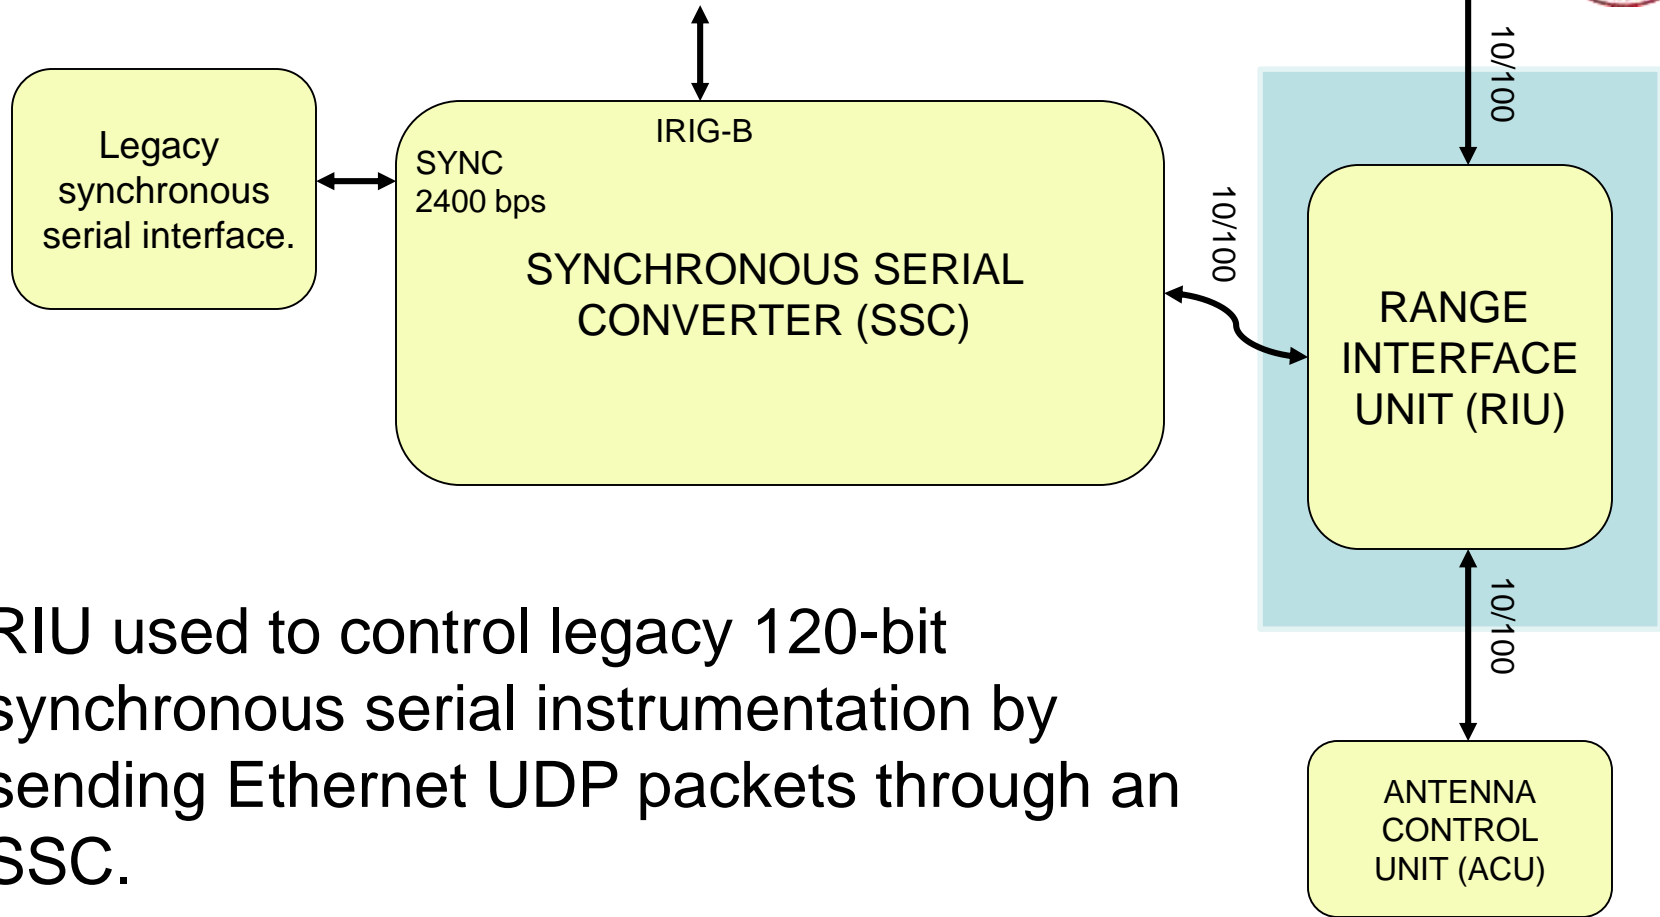 10/100
Legacy
synchronous
serial interface.
IRIG-B
SYNC
2400 bps
SYNCHRONOUS SERIAL
CONVERTER (SSC)
10/100
RANGE
INTERFACE
UNIT (RIU)
10/100
RIU used to control legacy 120-bit
synchronous serial instrumentation by
sending Ethernet UDP packets through an
SSC.
ANTENNA
CONTROL
UNIT (ACU)